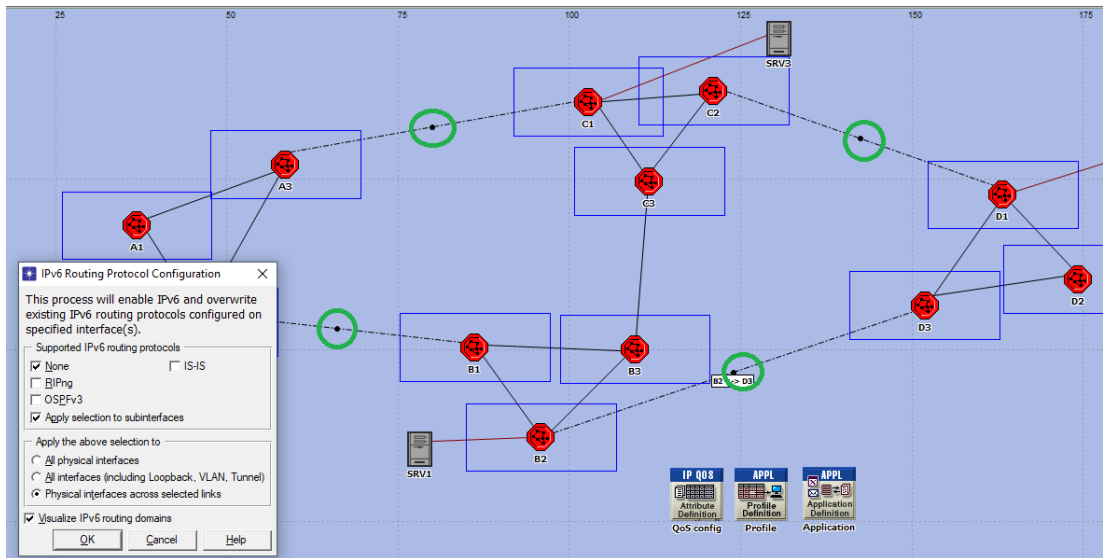 25
50
75
100
125
150
175
SRV3
C1
C2
A3
C3
D1
A1
D2
D3
B1
B3
B2 <-> D3
SRV1
B2
IPv6 Routing Protocol Configuration
This process will enable IPv6 and overwrite
existing IPv6 routing protocols configured on
specified interface(s).
Supported IPv6 routing protocols
None
IS-IS
RIPng
OSPFv3
Apply selection to subinterfaces
Apply the above selection to
All physical interfaces
All interfaces (including Loopback, VLAN, Tunnel)
Physical interfaces across selected links
Visualize IPv6 routing domains
OK
Cancel
Help
IP QOS
Attribute
Definition
QoS config
APPL
Profile
Definition
Profile
APPL
Application
Definition
Application